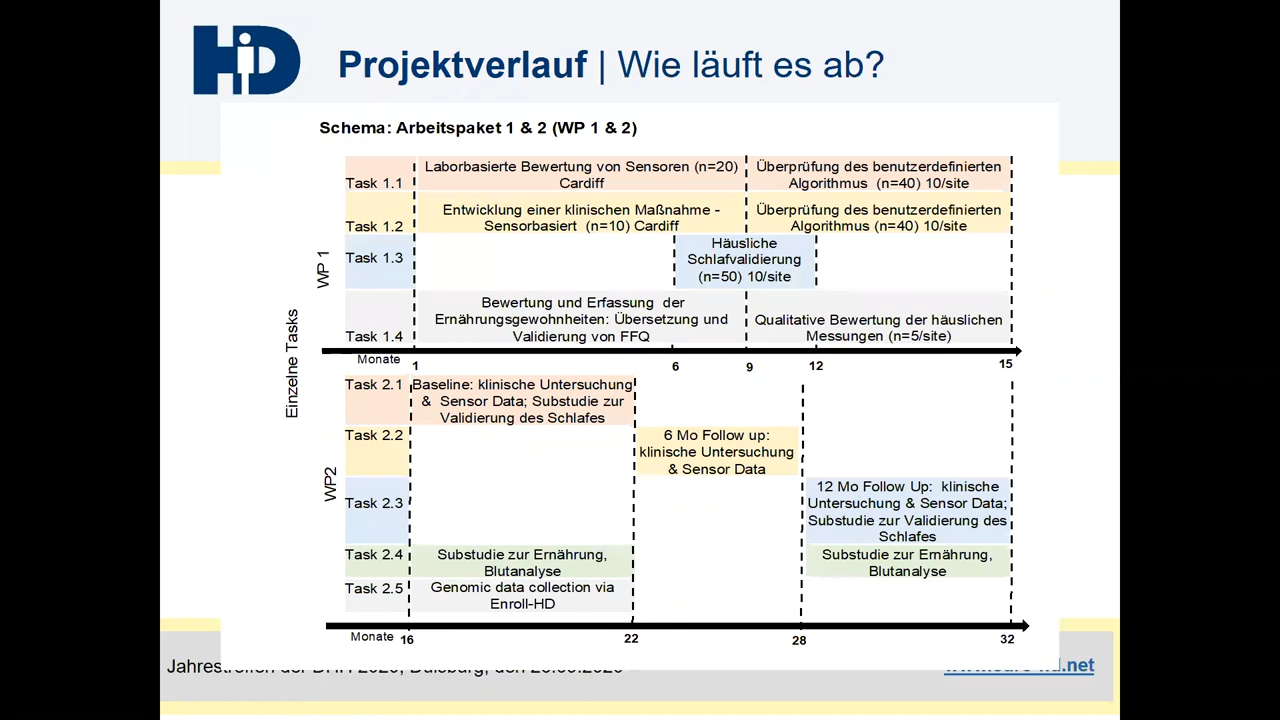 HD
Projektverlauf | Wie läuft es ab?
Schema: Arbeitspaket 1 & 2 (WP 1 & 2)
Einzelne Tasks
WP 1
Task 1.1
Laborbasierte Bewertung von Sensoren (n=20)
Cardiff
Überprüfung des benutzerdefinierten
Algorithmus (n=40) 10/site
Task 1.2
Entwicklung einer klinischen Maßnahme -
Sensorbasiert (n=10) Cardiff
Überprüfung des benutzerdefinierten
Algorithmus (n=40) 10/site
Task 1.3
Häusliche
Schlafvalidierung
(n=50) 10/site
Task 1.4
Bewertung und Erfassung der
Ernährungsgewohnheiten: Übersetzung und
Validierung von FFQ
Qualitative Bewertung der häuslichen
Messungen (n=5/site)
Monate 1 6 9 12 15
WP2
Task 2.1
Baseline: klinische Untersuchung
& Sensor Data; Substudie zur
Validierung des Schlafes
Task 2.2
6 Mo Follow up:
klinische Untersuchung
& Sensor Data
Task 2.3
12 Mo Follow Up: klinische
Untersuchung & Sensor Data;
Substudie zur Validierung des
Schlafes
Task 2.4
Substudie zur Ernährung,
Blutanalyse
Substudie zur Ernährung,
Blutanalyse
Task 2.5
Genomic data collection via
Enroll-HD
Monate 16 22 28 32
Jahrestreffen der